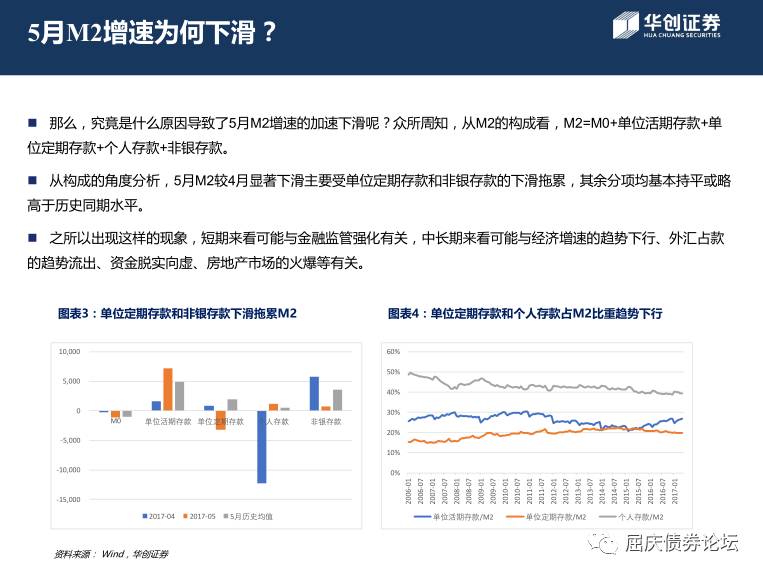 5月M2增速为何下滑？
华创证券
HUA CHUANG SECURITIES
■ 那么，究竟是什么原因导致了5月M2增速的加速下滑呢？众所周知，从M2的构成看，M2=M0+单位活期存款+单
位定期存款+个人存款+非银存款。
■ 从构成的角度分析，5月M2较4月显著下滑主要受单位定期存款和非银存款的下滑拖累，其余分项均基本持平或略
高于历史同期水平。
■ 之所以出现这样的现象，短期来看可能与金融监管强化有关，中长期来看可能与经济增速的趋势下行、外汇占款
的趋势流出、资金脱实向虚、房地产市场的火爆等有关。
图表3：单位定期存款和非银存款下滑拖累M2
10,000
5,000
0
-5,000
-10,000
-15,000
M0 单位活期存款 单位定期存款 个人存款 非银存款
2017-04 2017-05 5月历史均值
图表4：单位定期存款和个人存款占M2比重趋势下行
60%
50%
40%
30%
20%
10%
0%
2006-01 2006-07 2007-01 2007-07 2008-01 2008-07 2009-01 2009-07 2010-01 2010-07 2011-01 2011-07 2012-01 2012-07 2013-01 2013-07 2014-01 2014-07 2015-01 2015-07 2016-01 2016-07 2017-01
单位活期存款/M2 单位定期存款/M2 个人存款/M2
资料来源： Wind，华创证券
屈庆债券论坛